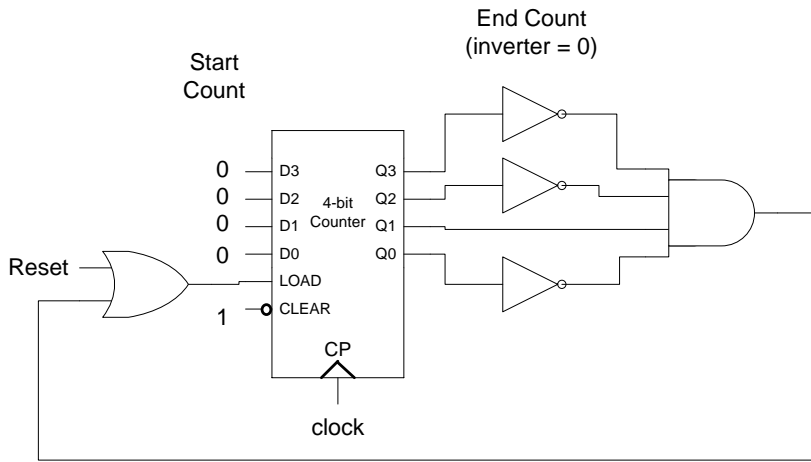 End Count
(inverter = 0)
Start
Count
0
D3
Q3
0
D2
4-bit
Q2
0
D1
Counter
Q1
0
D0
Q0
Reset
LOAD
1
CLEAR
CP
clock